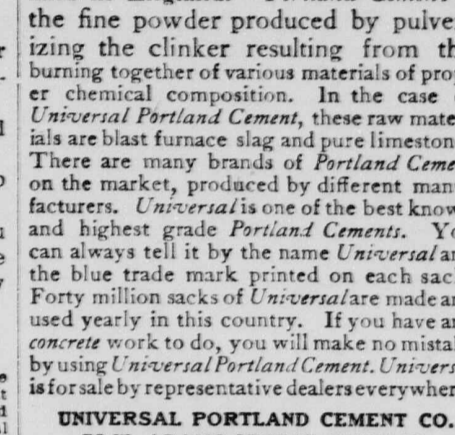 the fine powder produced by pulver
izing the clinker resulting from th
burning together of various materials of pro
er chemical composition. In the case
Universal Portland Cement, these raw mate
ials are blast furnace slag and pure limeston
There are many brands of Portland Ceme
on the market, produced by different man
facturers. Universal is one of the best know
and highest grade Portland Cements. Yo
can always tell it by the name Universal a
the blue trade mark printed on each sac
Forty million sacks of Universal are made a
used yearly in this country. If you have a
concrete work to do, you will make no mista
by using Universal Portland Cement. Univers
is for sale by representative dealers everywher
UNIVERSAL PORTLAND CEMENT CO.